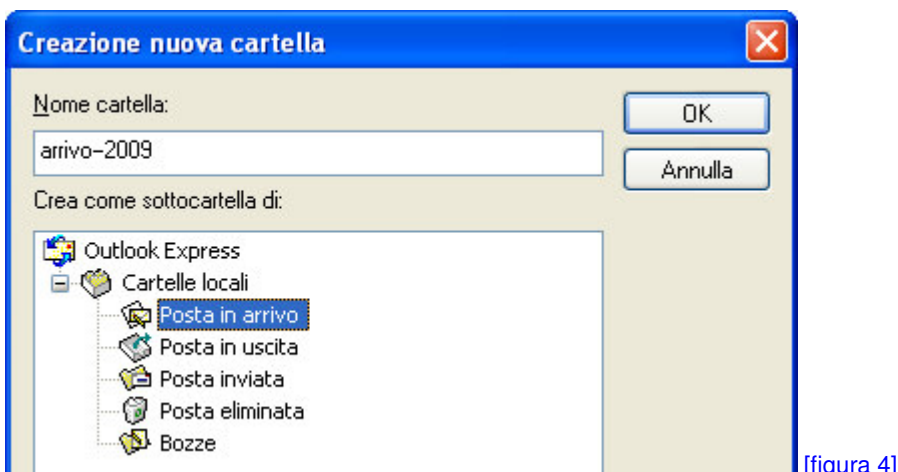 Creazione nuova cartella
Nome cartella:
OK
arrivo-2009
Annulla
Crea come sottocartella di:
Outlook Express
Cartelle locali
Posta in arrivo
Posta in uscita
Posta inviata
Posta eliminata
Bozze
[figura 4]